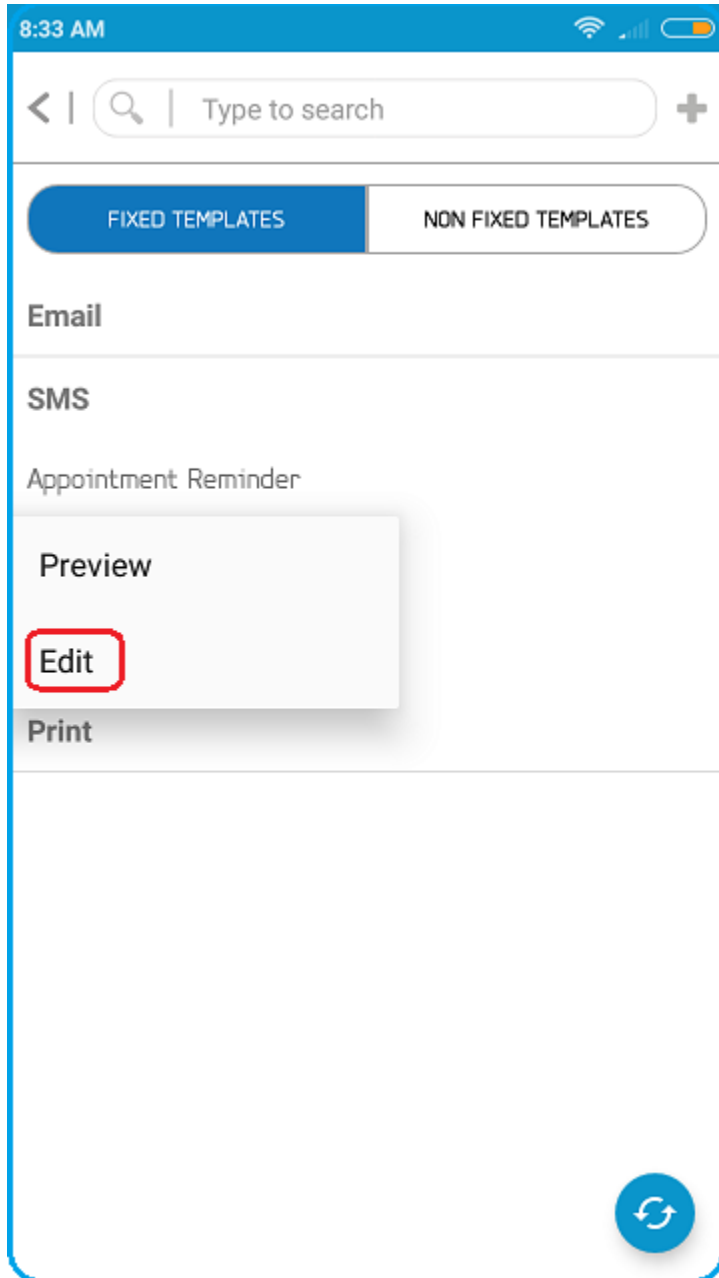 8:33 AM
Type to search
FIXED TEMPLATES
NON FIXED TEMPLATES
Email
SMS
Appointment Reminder
Preview
Edit
Print